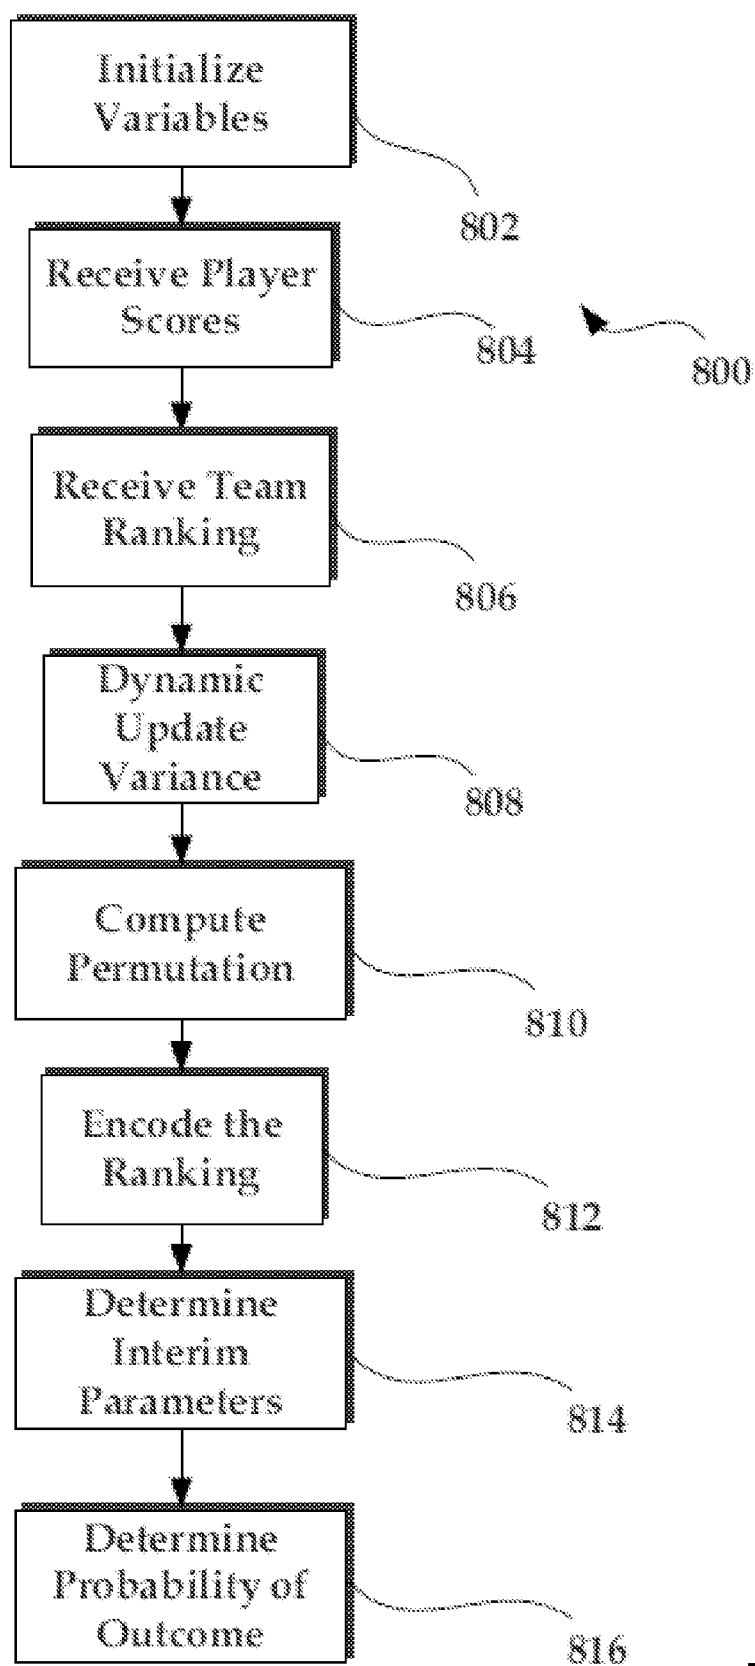 Initialize
Variables
802
Receive Player
Scores
804
800
Receive Team
Ranking
806
Dynamic
Update
Variance
808
Compute
Permutation
810
Encode the
Ranking
812
Determine
Interim
Parameters
814
Determine
Probability of
Outcome
816